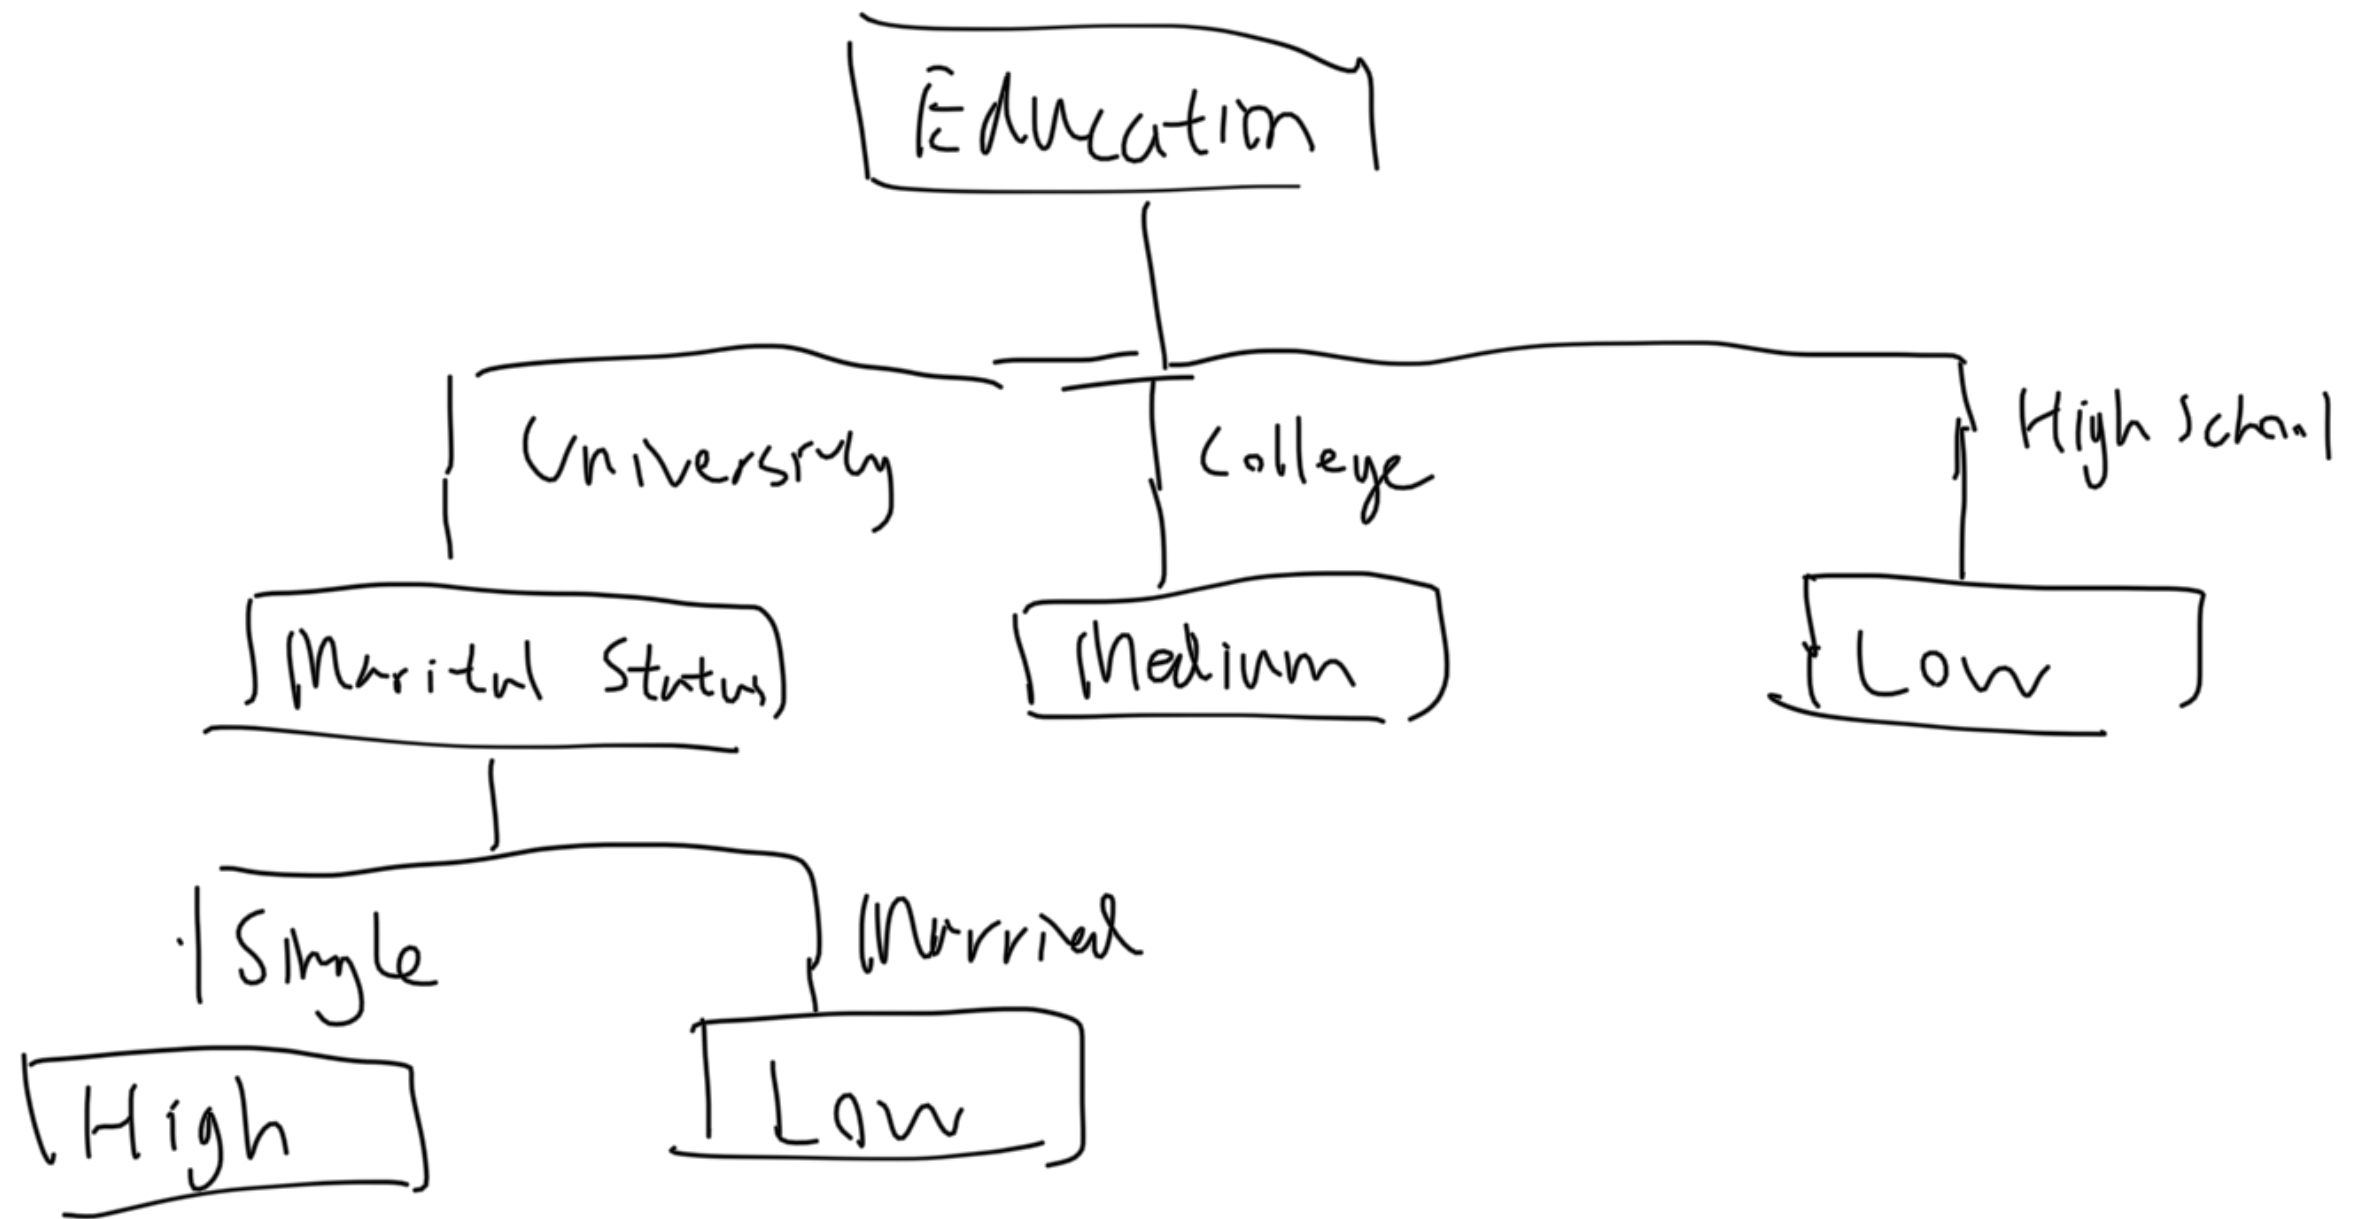 Education
University
College
High School
Marital Status
Medium
Low
Single
Married
High
Low